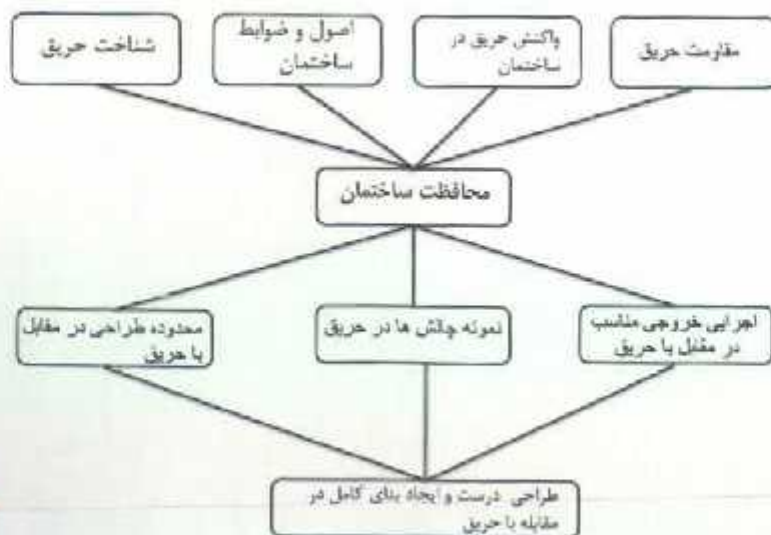 مقاومت حریق
واکنش حریق در
ساختمان
اصول و ضوابط
ساختمان
شناخت حریق
محافظت ساختمان
اجرایی خروجی مناسب
در مقابل با حریق
نمونه چالش ها در حریق
محدوده طراحی در مقابل
با حریق
طراحی درست و ایجاد بنای کامل در
مقابله با حریق